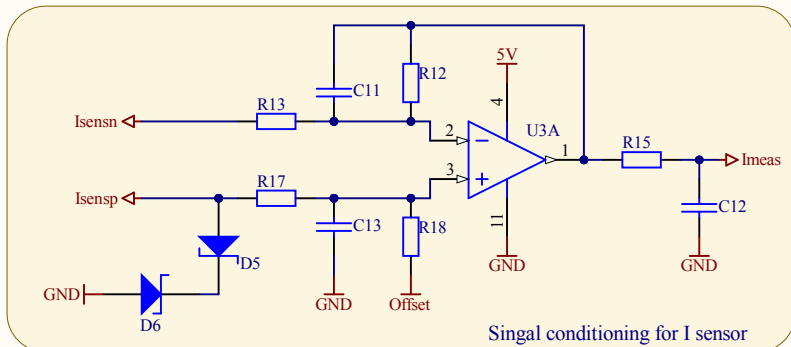 5V
R12
C11
4
U3A
R13
Isensn
2
1
R15
Imeas
3
Isensp
R17
C13
R18
11
C12
D5
GND
GND
Offset
GND
GND
D6
Singal conditioning for I sensor